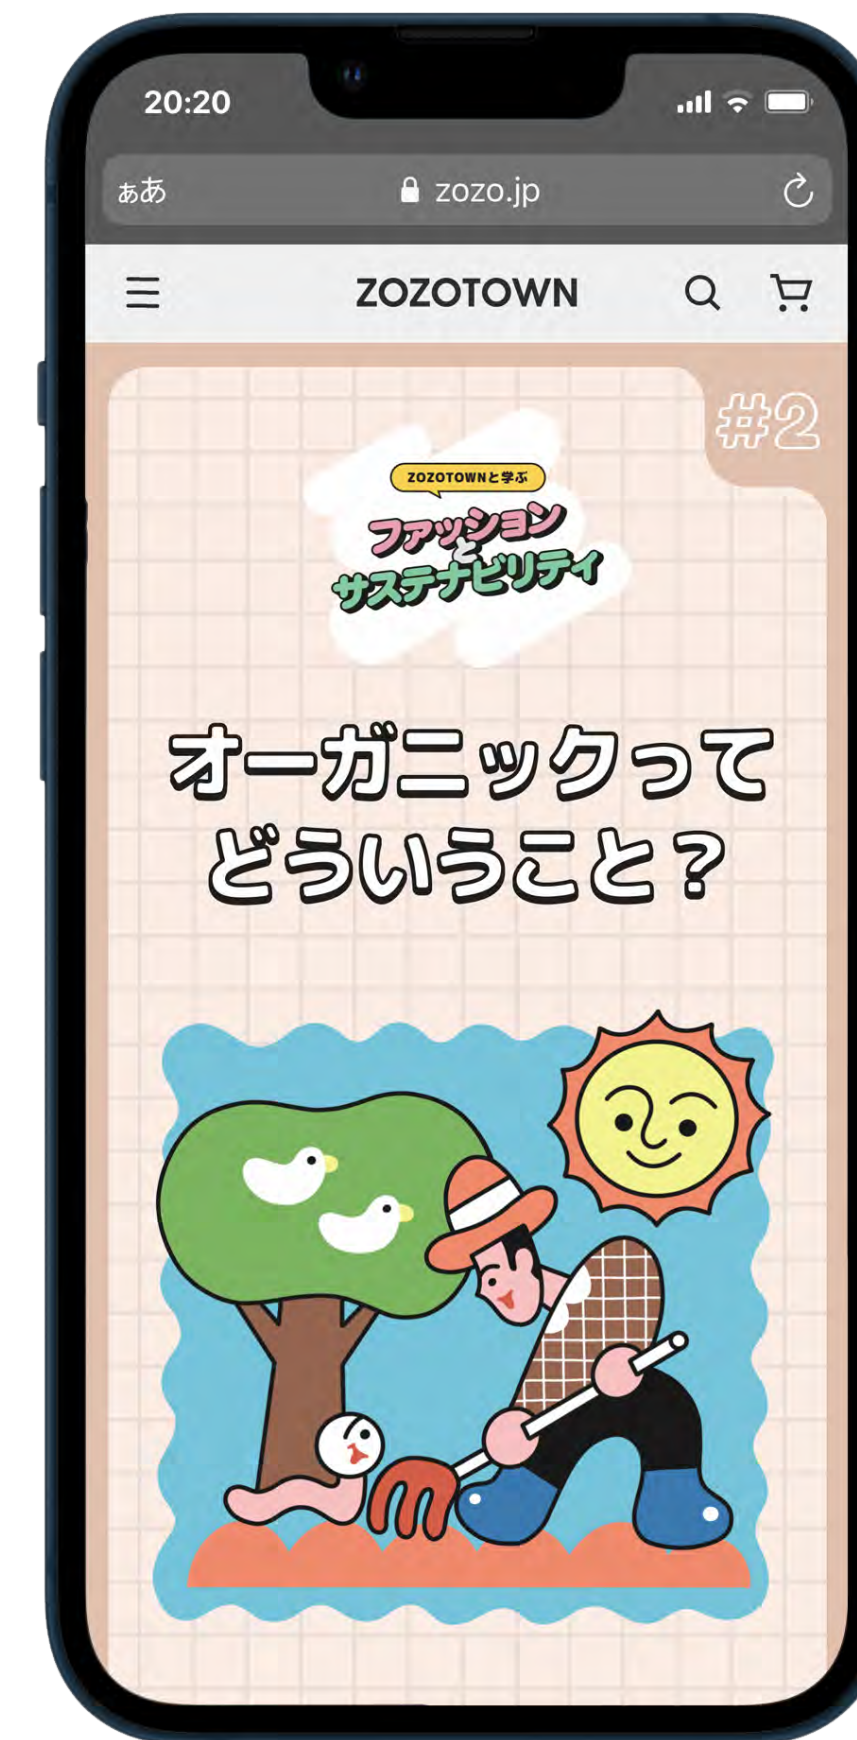 20:20
ぁあ
zozo.jp
ZOZOTOWN
#2
ZOZOTOWNと学ぶ
ファッション
と
サステナビリティ
オーガニックって
どういうこと？